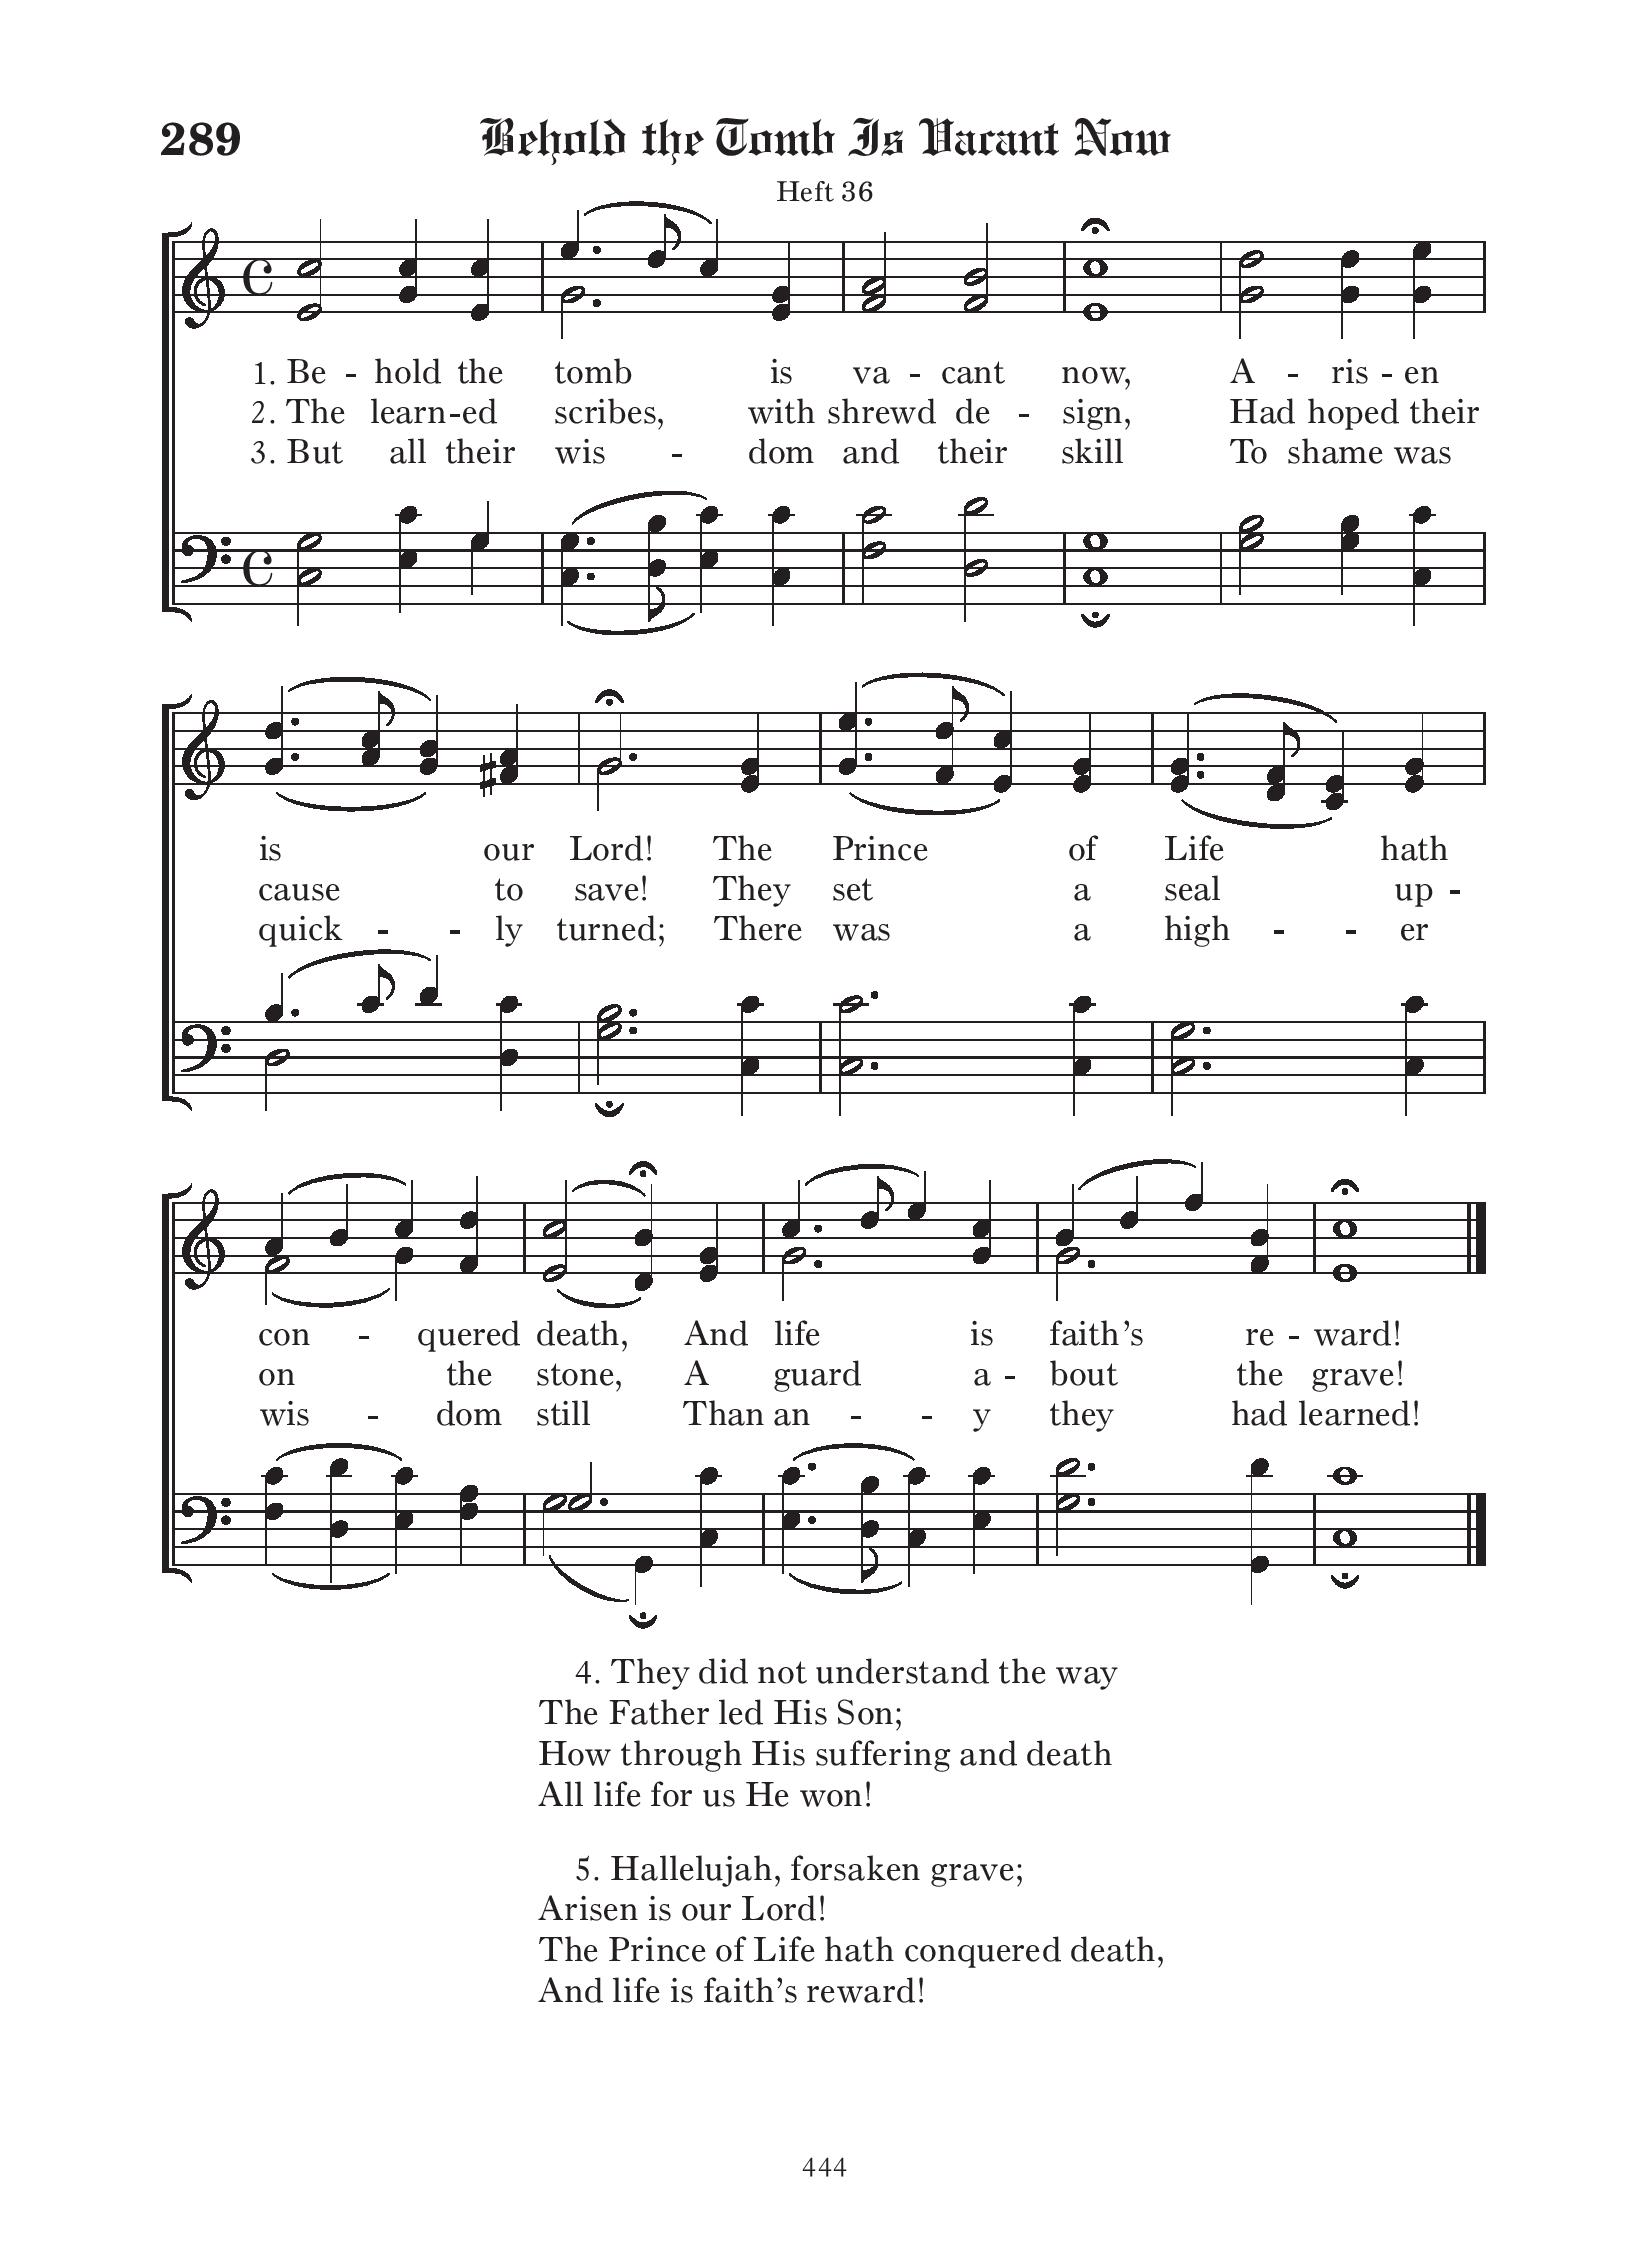 289 Behold the Tomb Is Vacant Now
Heft 36
1. Be - hold the tomb is va - cant now, A - ris - en
2. The learn-ed scribes, with shrewd de - sign, Had hoped their
3. But all their wis - dom and their skill To shame was
is our Lord! The Prince of Life hath
cause to save! They set a seal up -
quick - - ly turned; There was a high - - er
con - quered death, And life is faith's re - ward!
on the stone, A guard a - bout the grave!
wis - dom still Than an - - y they had learned!
4. They did not understand the way
The Father led His Son;
How through His suffering and death
All life for us He won!
5. Hallelujah, forsaken grave;
Arisen is our Lord!
The Prince of Life hath conquered death,
And life is faith's reward!
444